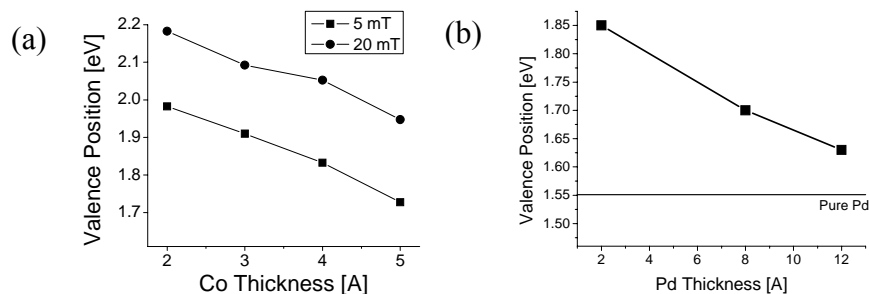 (a)
Valence Position [eV]
2.2
2.1
2.0
1.9
1.8
1.7
5 mT
20 mT
2 3 4 5
Co Thickness [A]
(b)
Valence Position [eV]
1.85
1.80
1.75
1.70
1.65
1.60
1.55
1.50
Pure Pd
2 4 6 8 10 12
Pd Thickness [A]